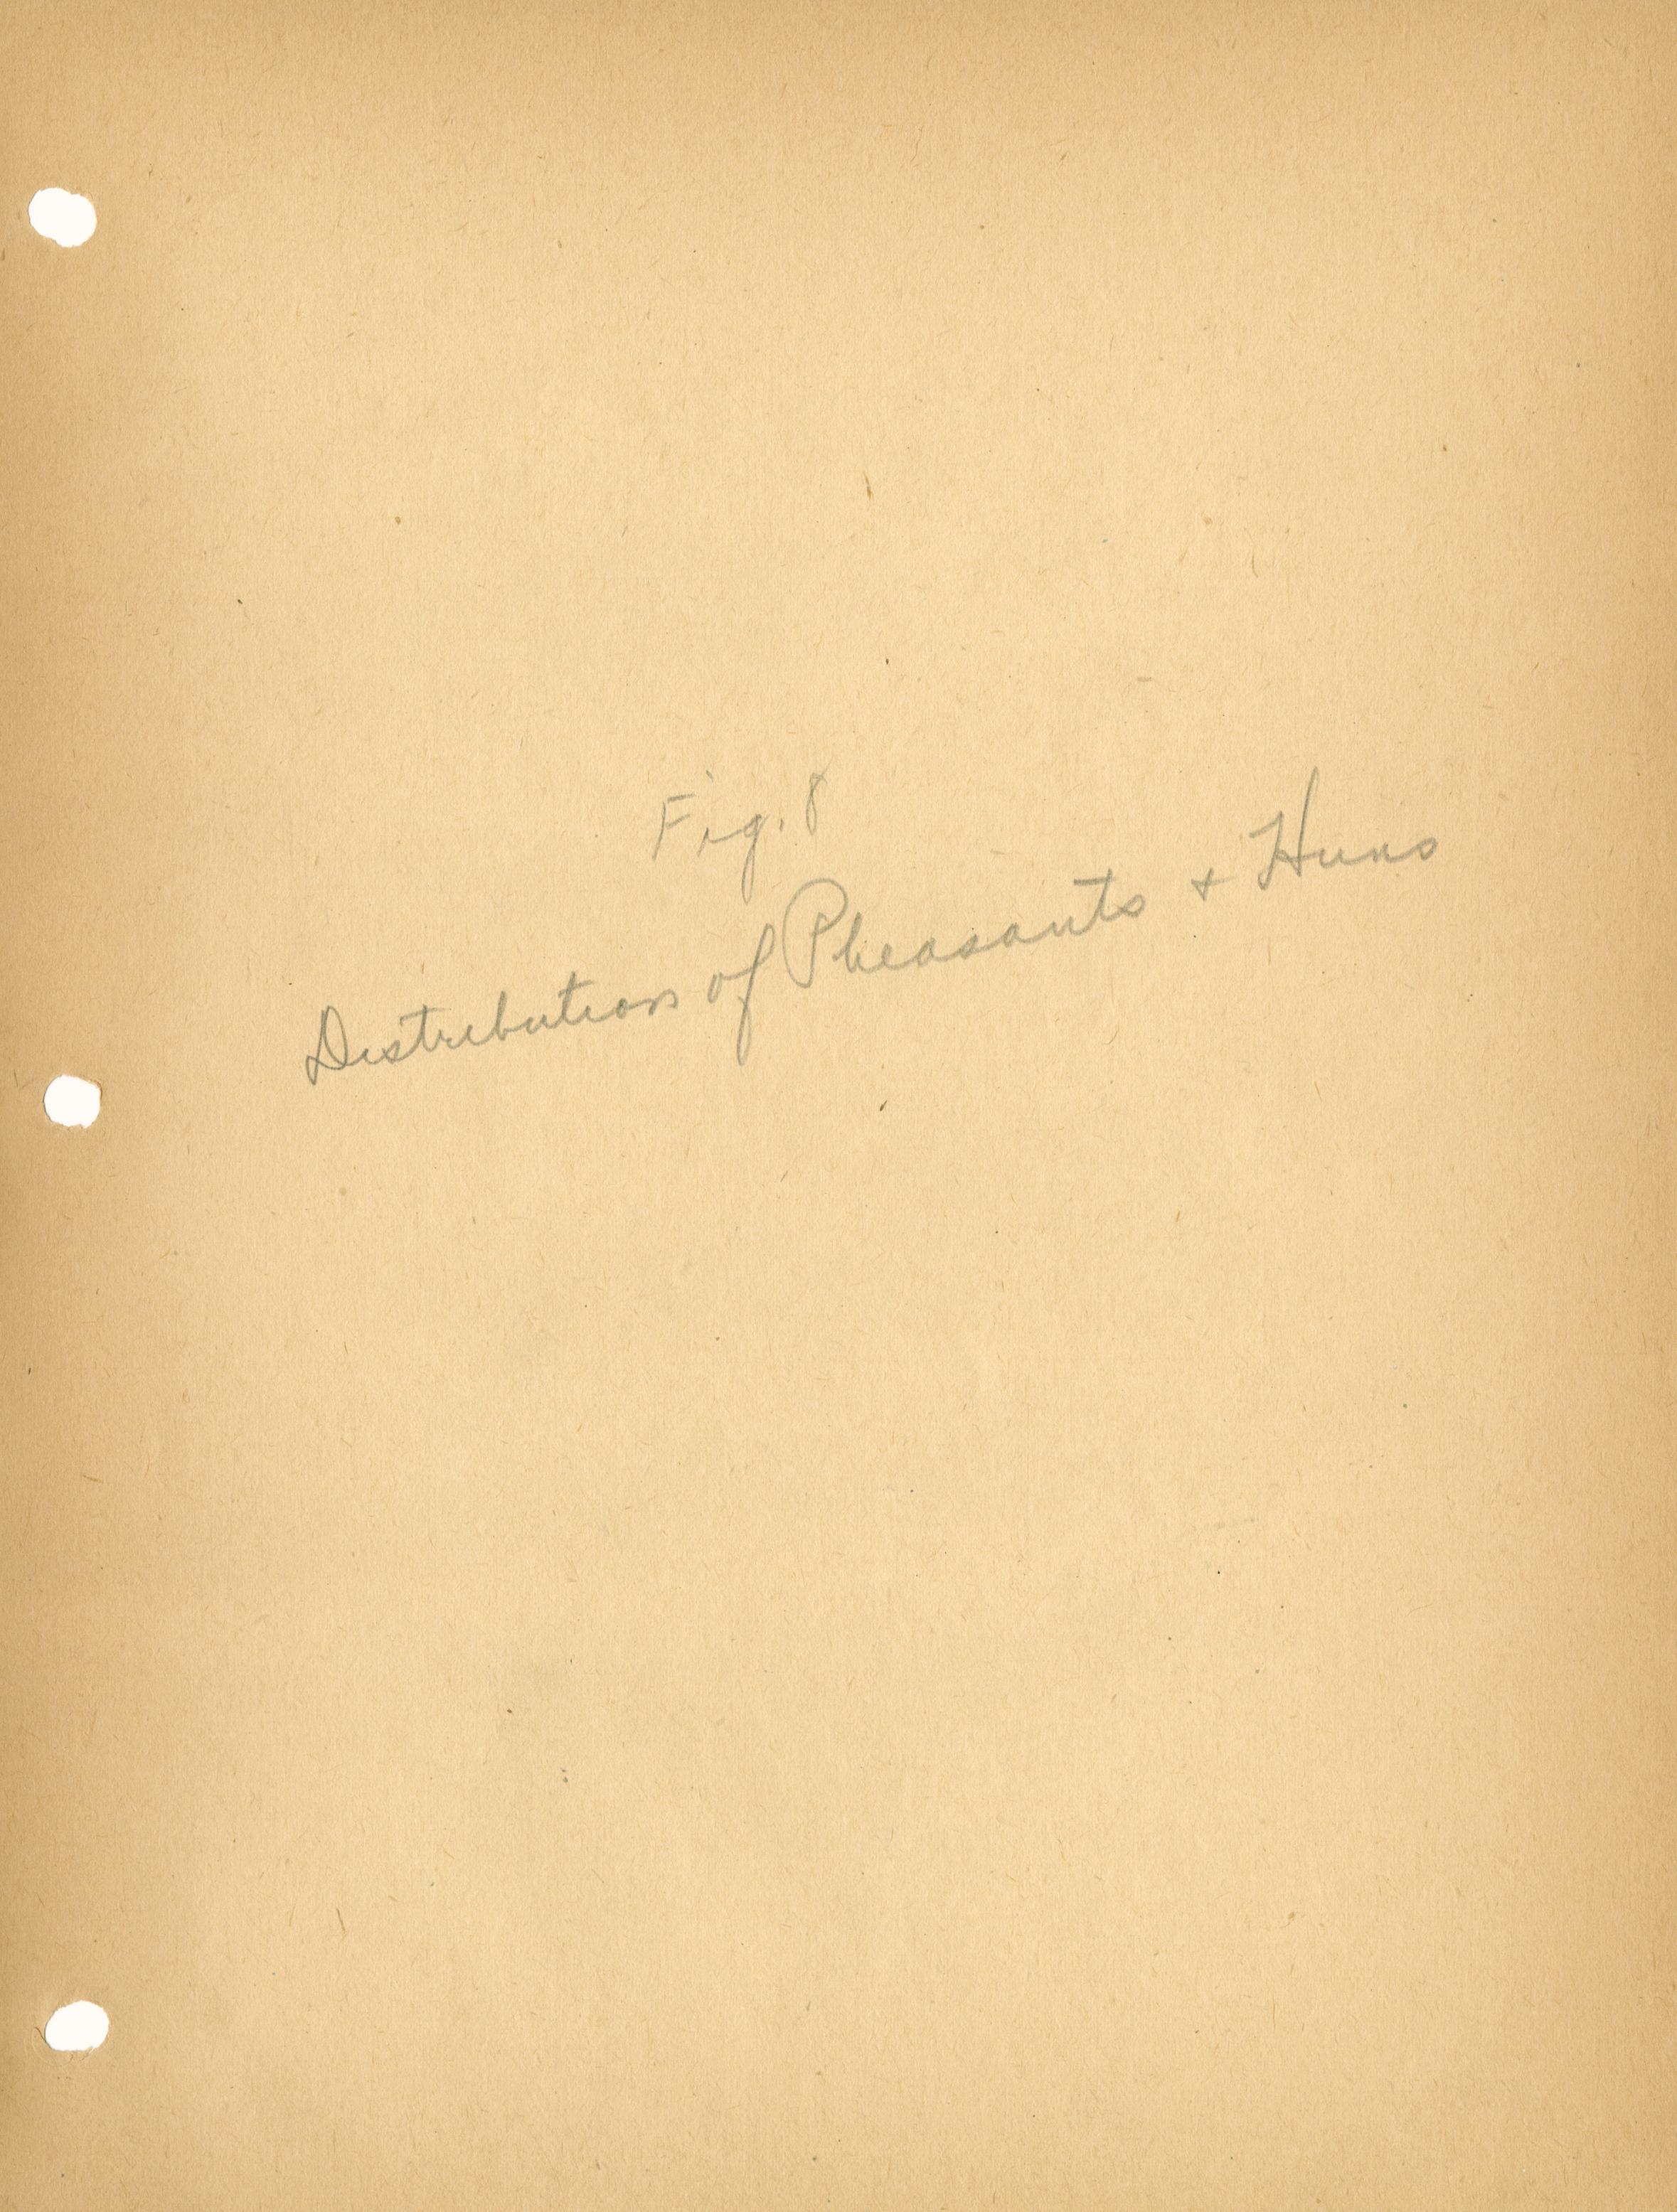 Fig. 8
Distribution of Pheasants + Huns